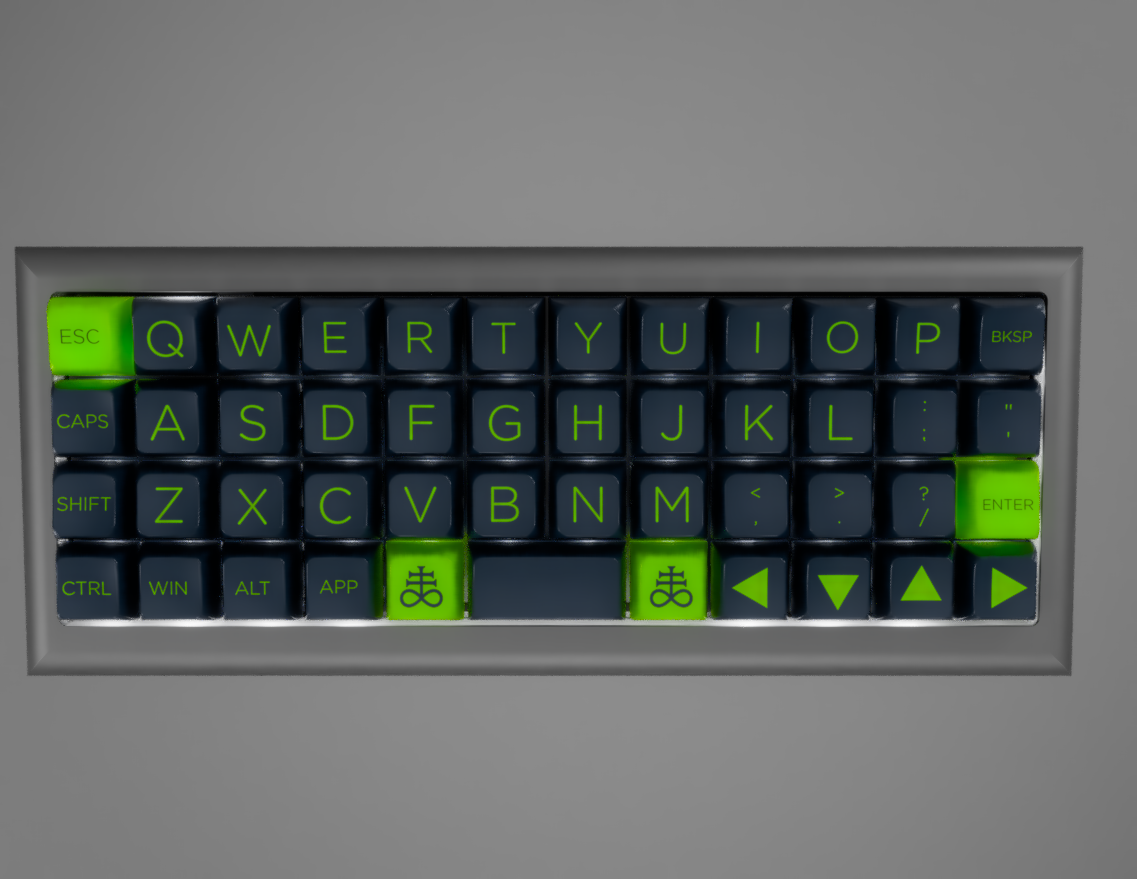 ESC Q W E R T Y U I O P BKSP
CAPS A S D F G H J K L : ; " '
SHIFT Z X C V B N M < , > . ? / ENTER
CTRL WIN ALT APP